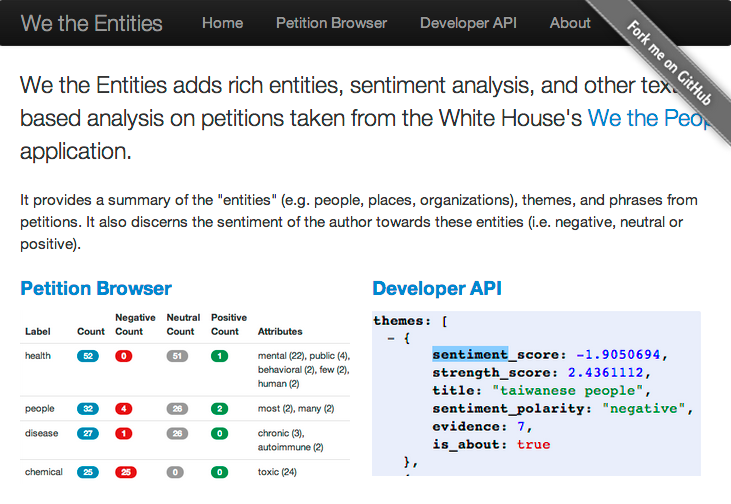 We the Entities Home Petition Browser Developer API About
Fork me on GitHub
We the Entities adds rich entities, sentiment analysis, and other text
based analysis on petitions taken from the White House's We the Peop
application.
It provides a summary of the "entities" (e.g. people, places, organizations), themes, and phrases from
petitions. It also discerns the sentiment of the author towards these entities (i.e. negative, neutral or
positive).
Petition Browser
Label Count Negative Count Neutral Count Positive Count Attributes
health 52 0 51 1 mental (22), public (4),
behavioral (2), few (2),
human (2)
people 32 4 26 2 most (2), many (2)
disease 27 1 26 0 chronic (3),
autoimmune (2)
chemical 25 25 0 0 toxic (24)
Developer API
themes: [
- {
sentiment_score: -1.9050694,
strength_score: 2.4361112,
title: "taiwanese people",
sentiment_polarity: "negative",
evidence: 7,
is_about: true
},